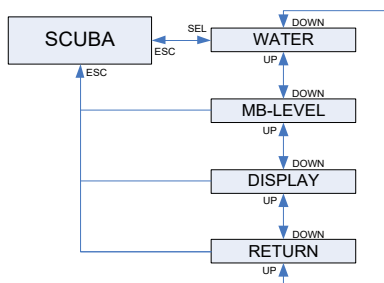 SCUBA
SEL
ESC
ESC
DOWN
WATER
UP
DOWN
MB-LEVEL
UP
DOWN
DISPLAY
UP
DOWN
RETURN
UP